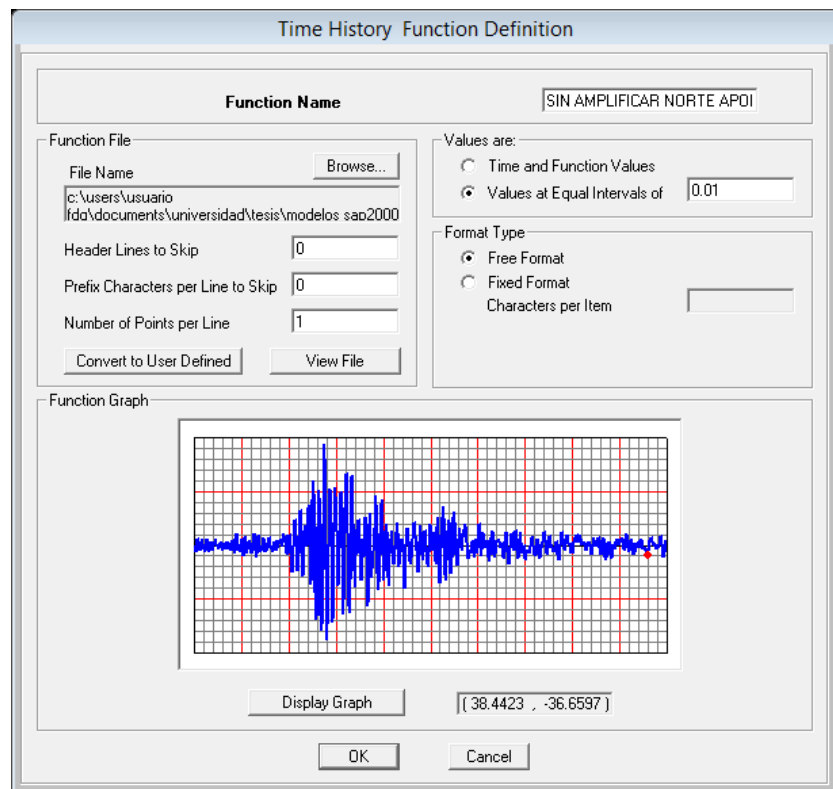 Time History Function Definition
Function Name
SIN AMPLIFICAR NORTE APOI
Function File
File Name
Browse...
c:\users\usuario
fdg\documents\universidad\tesis\modelos sap2000
Header Lines to Skip
0
Prefix Characters per Line to Skip
0
Number of Points per Line
1
Convert to User Defined
View File
Values are:
Time and Function Values
Values at Equal Intervals of
0.01
Format Type
Free Format
Fixed Format
Characters per Item
Function Graph
Display Graph
( 38.4423 , -36.6597 )
OK
Cancel